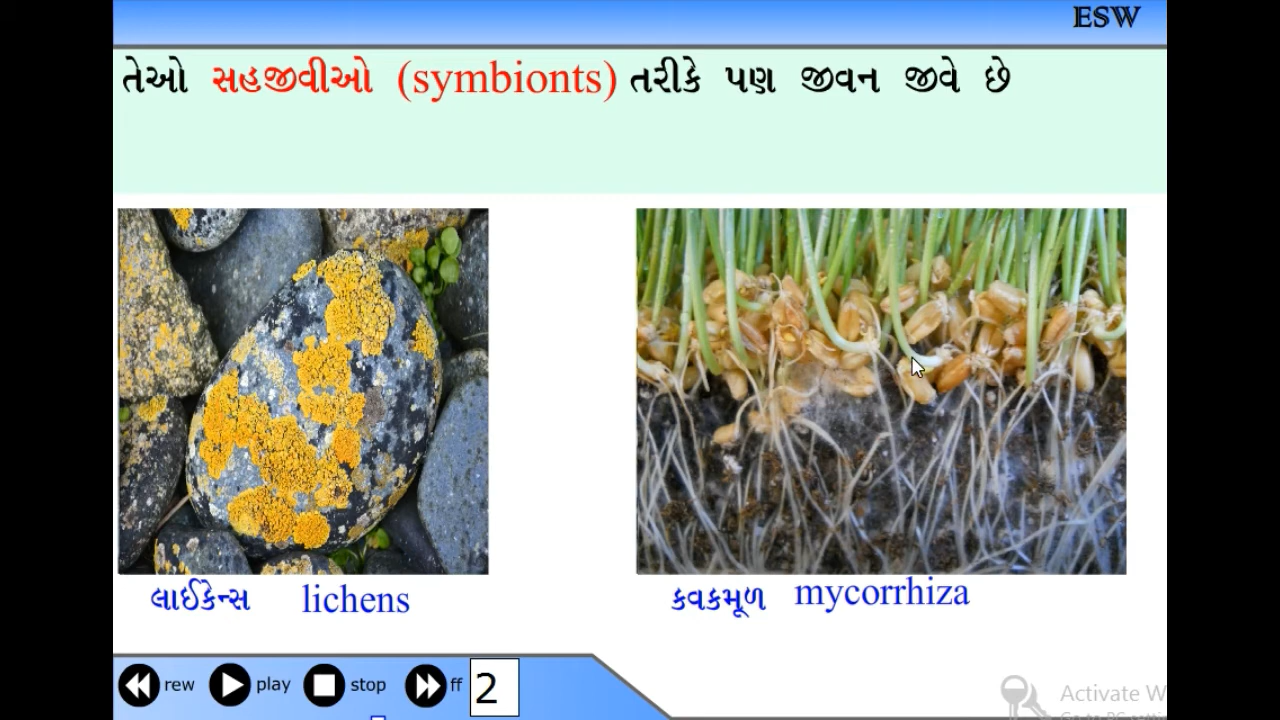 ESW
તેઓ સહજીવીઓ (symbionts) તરીકે પણ જીવન જીવે છે
લાઈકેન્સ lichens
કવકમૂળ mycorrhiza
rew play stop ff 2
Activate W